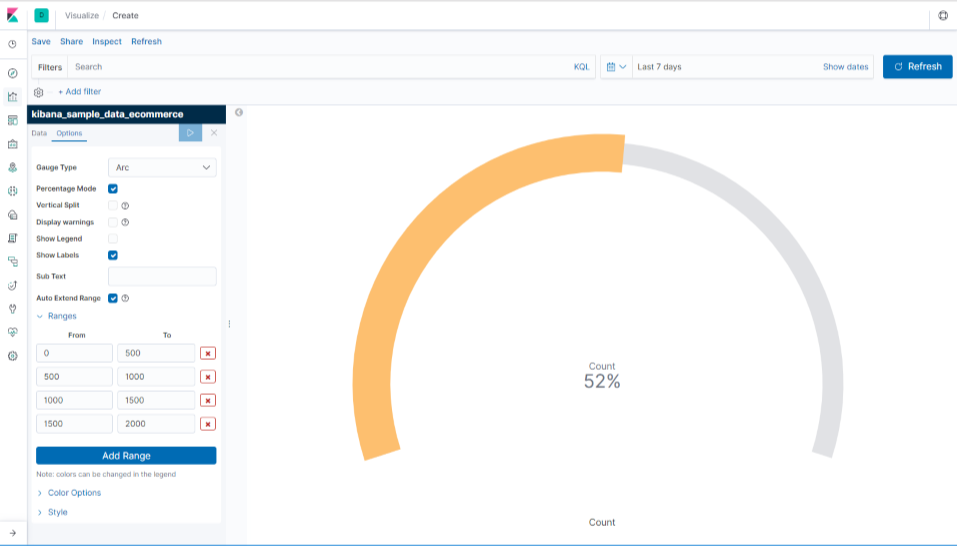 D Visualize / Create
Save Share Inspect Refresh
Filters Search KQL Last 7 days Show dates Refresh
+ Add filter
kibana_sample_data_ecommerce
Data Options
Gauge Type Arc
Percentage Mode
Vertical Split
Display warnings
Show Legend
Show Labels
Sub Text
Auto Extend Range
Ranges
From To
0 500
500 1000
1000 1500
1500 2000
Add Range
Note: colors can be changed in the legend
Color Options
Style
Count
52%
Count